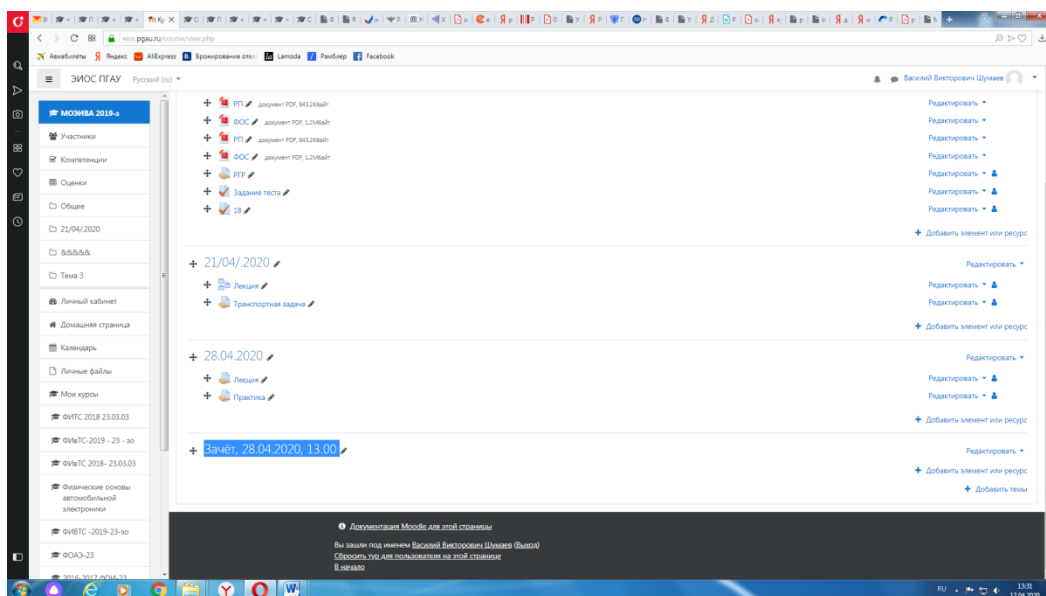 eios.pgau.ru/course/view.php
Авиабилеты Яндекс AliExpress Бронирование оте Lamoda Рамблер Facebook
ЭИОС ПГАУ Русский (ru)
Василий Викторович Шумаев
МОЭИВА 2019-з
Участники
Компетенции
Оценки
Общее
21/04/.2020
&&&&&
Тема 3
Личный кабинет
Домашняя страница
Календарь
Личные файлы
Мои курсы
ФИТС 2018 23.03.03
ФИвТС-2019 - 23 - зо
ФИвТС 2018- 23.03.03
Физические основы
автомобильной
электроники
ФИВТС -2019-23-зо
ФОАЭ-23
РП документ PDF, 843.2Кбайт Редактировать
ФОС документ PDF, 1.2Мбайт Редактировать
РП документ PDF, 843.2Кбайт Редактировать
ФОС документ PDF, 1.2Мбайт Редактировать
РГР Редактировать
Задание теста Редактировать
18 Редактировать
Добавить элемент или ресурс
21/04/.2020 Редактировать
Лекция Редактировать
Транспортная задача Редактировать
Добавить элемент или ресурс
28.04.2020 Редактировать
Лекция Редактировать
Практика Редактировать
Добавить элемент или ресурс
Зачёт, 28.04.2020, 13.00 Редактировать
Добавить элемент или ресурс
Добавить темы
Документация Moodle для этой страницы
Вы зашли под именем Василий Викторович Шумаев (Выход)
Сбросить тур для пользователя на этой странице
В начало
RU 13:31
17.04.2020